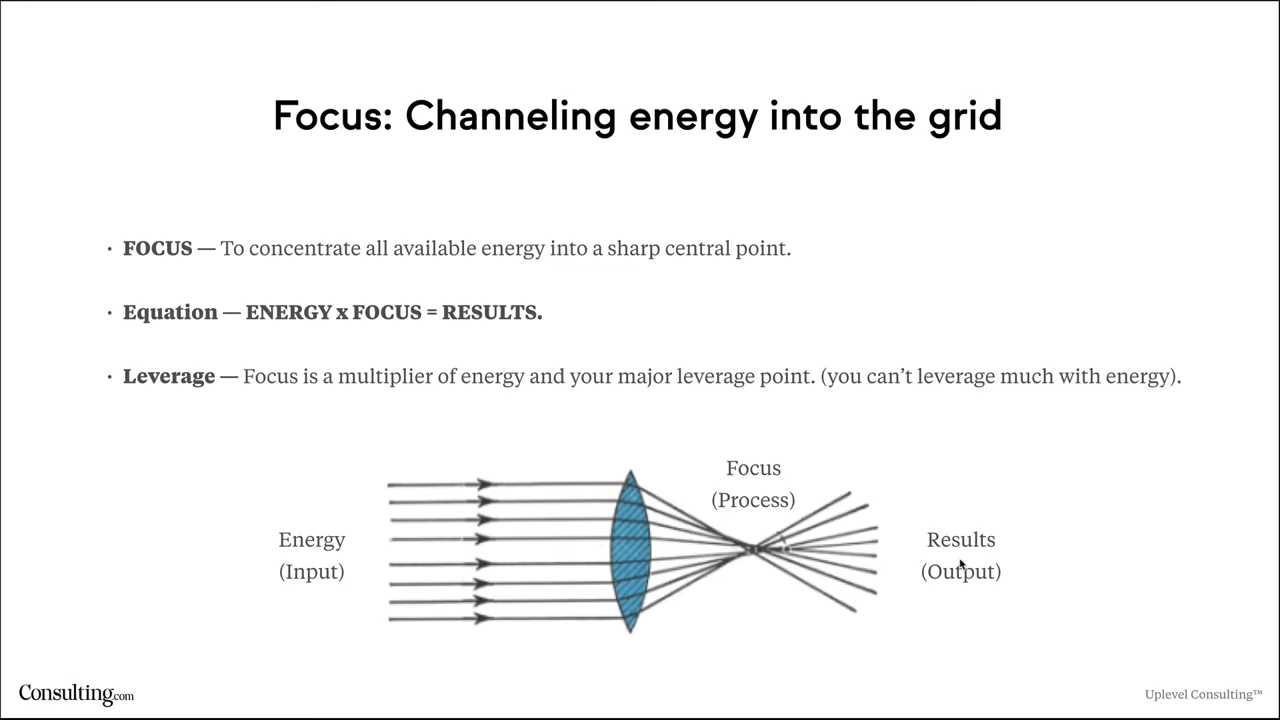 Focus: Channeling energy into the grid
· FOCUS — To concentrate all available energy into a sharp central point.
· Equation — ENERGY x FOCUS = RESULTS.
· Leverage — Focus is a multiplier of energy and your major leverage point. (you can’t leverage much with energy).
Focus
(Process)
Energy
(Input)
Results
(Output)
Consulting.com
Uplevel Consulting™